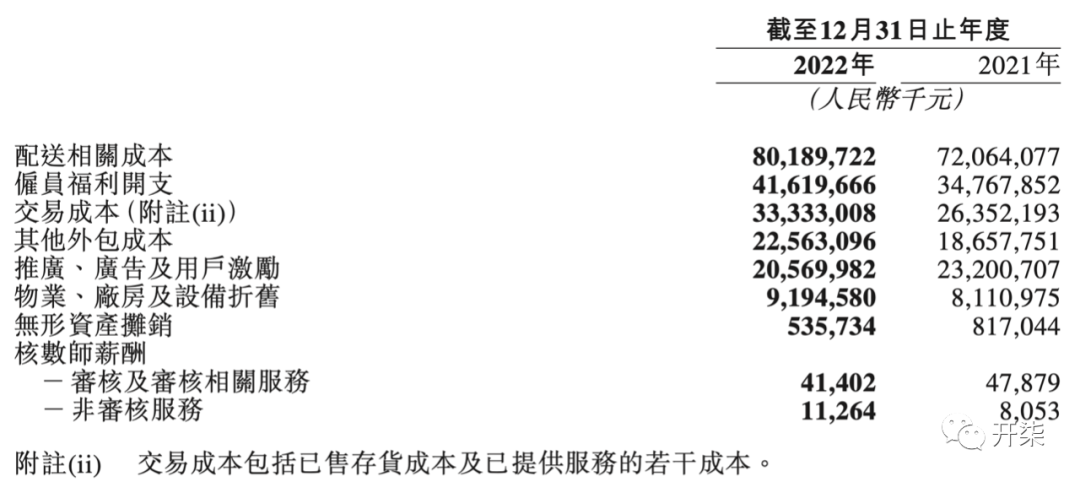 截至12月31日止年度
2022年 2021年
(人民幣千元)
配送相關成本 80,189,722 72,064,077
僱員福利開支 41,619,666 34,767,852
交易成本(附註(ii)) 33,333,008 26,352,193
其他外包成本 22,563,096 18,657,751
推廣、廣告及用戶激勵 20,569,982 23,200,707
物業、廠房及設備折舊 9,194,580 8,110,975
無形資產攤銷 535,734 817,044
核數師薪酬
－審核及審核相關服務 41,402 47,879
－非審核服務 11,264 8,053
开柒
附註(ii) 交易成本包括已售存貨成本及已提供服務的若干成本。